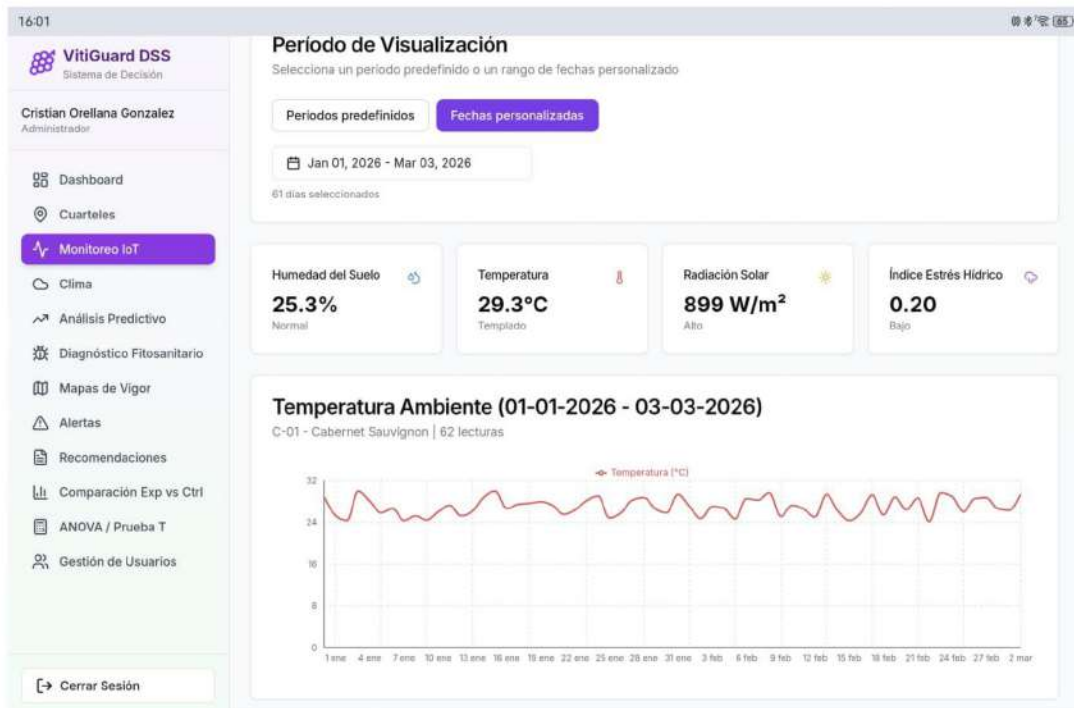 16:01
65
VitiGuard DSS
Sistema de Decisión
Cristian Orellana Gonzalez
Administrador
Dashboard
Cuarteles
Monitoreo IoT
Clima
Análisis Predictivo
Diagnóstico Fitosanitario
Mapas de Vigor
Alertas
Recomendaciones
Comparación Exp vs Ctrl
ANOVA / Prueba T
Gestión de Usuarios
Cerrar Sesión
Período de Visualización
Selecciona un período predefinido o un rango de fechas personalizado
Periodos predefinidos
Fechas personalizadas
Jan 01, 2026 - Mar 03, 2026
61 días seleccionados
Humedad del Suelo
25.3%
Normal
Temperatura
29.3°C
Templado
Radiación Solar
899 W/m²
Alto
Índice Estrés Hídrico
0.20
Bajo
Temperatura Ambiente (01-01-2026 - 03-03-2026)
C-01 - Cabernet Sauvignon | 62 lecturas
Temperatura (°C)
32
24
16
8
0
1 ene 4 ene 7 ene 10 ene 13 ene 16 ene 19 ene 22 ene 25 ene 28 ene 31 ene 3 feb 6 feb 9 feb 12 feb 15 feb 18 feb 21 feb 24 feb 27 feb 2 mar